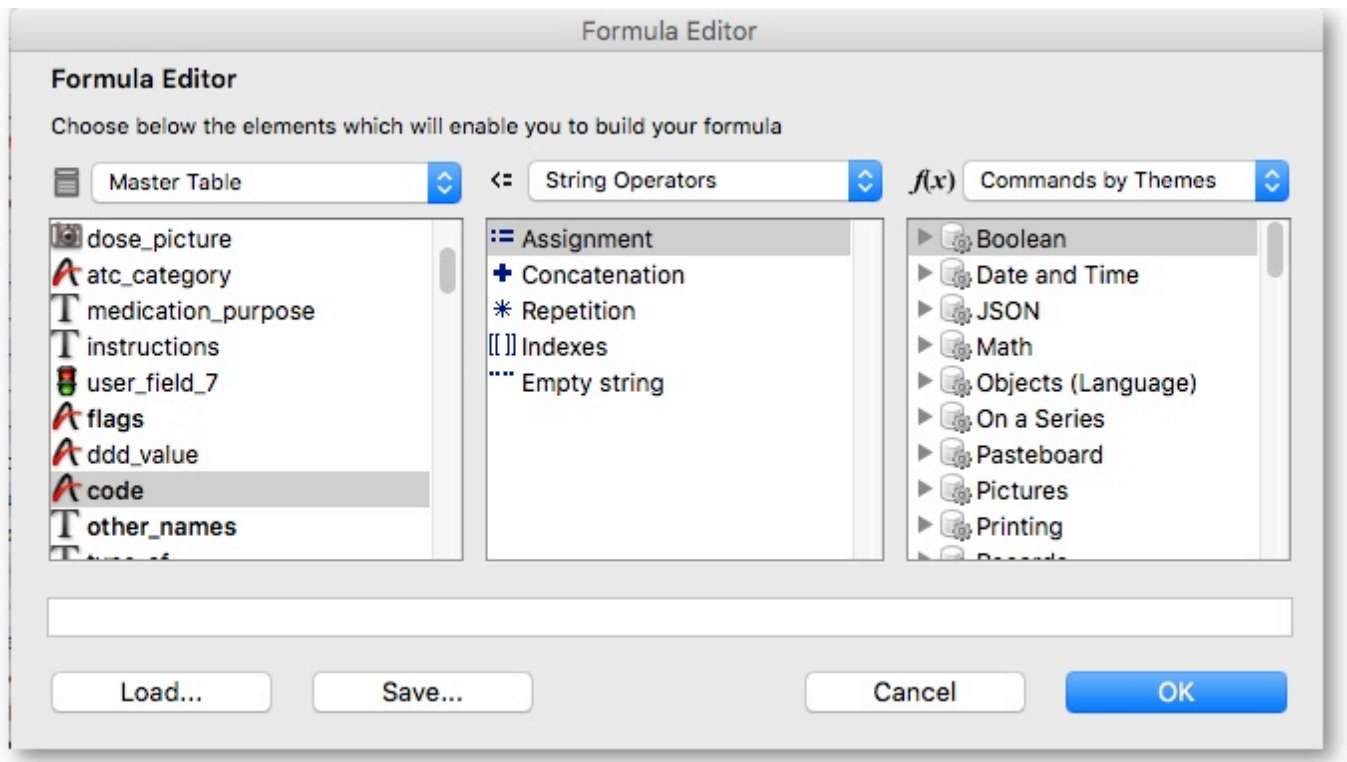 Formula Editor
Formula Editor
Choose below the elements which will enable you to build your formula
Master Table
<= String Operators
f(x) Commands by Themes
dose_picture
atc_category
medication_purpose
instructions
user_field_7
flags
ddd_value
code
other_names
:= Assignment
+ Concatenation
* Repetition
[[ ]] Indexes
"" Empty string
Boolean
Date and Time
JSON
Math
Objects (Language)
On a Series
Pasteboard
Pictures
Printing
Records
Load...
Save...
Cancel
OK